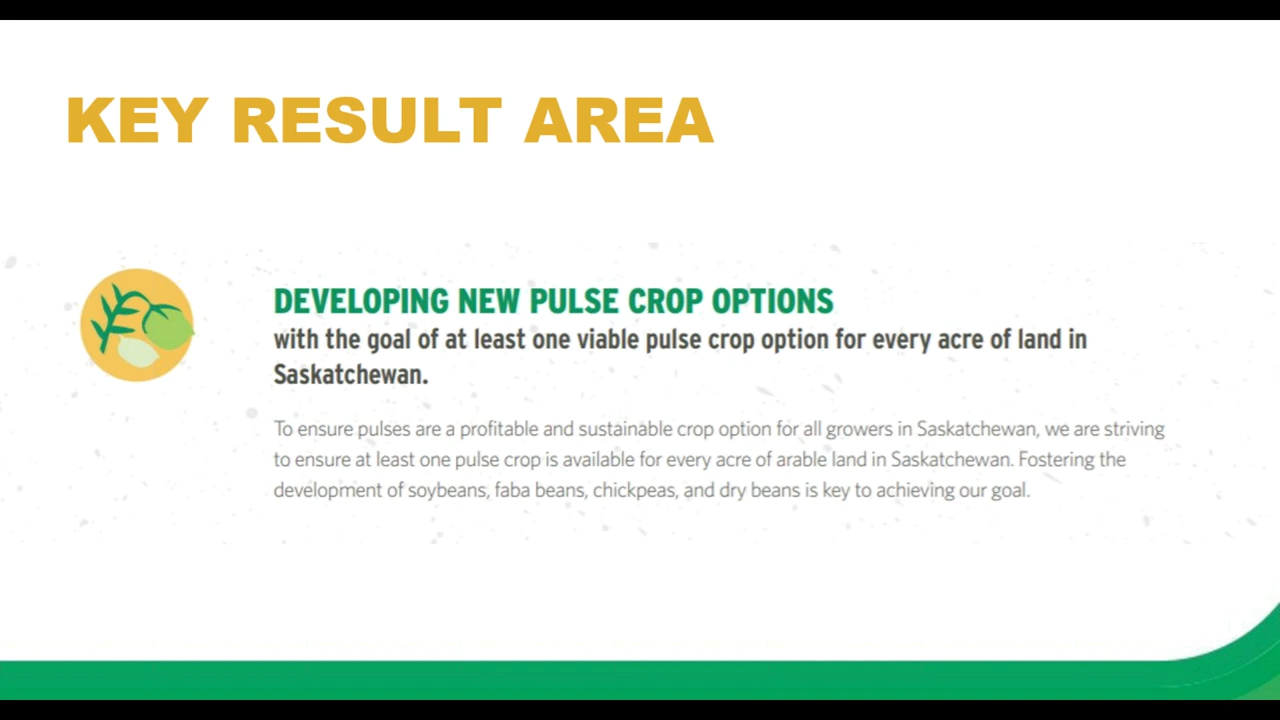 KEY RESULT AREA
DEVELOPING NEW PULSE CROP OPTIONS
with the goal of at least one viable pulse crop option for every acre of land in
Saskatchewan.
To ensure pulses are a profitable and sustainable crop option for all growers in Saskatchewan, we are striving
to ensure at least one pulse crop is available for every acre of arable land in Saskatchewan. Fostering the
development of soybeans, faba beans, chickpeas, and dry beans is key to achieving our goal.